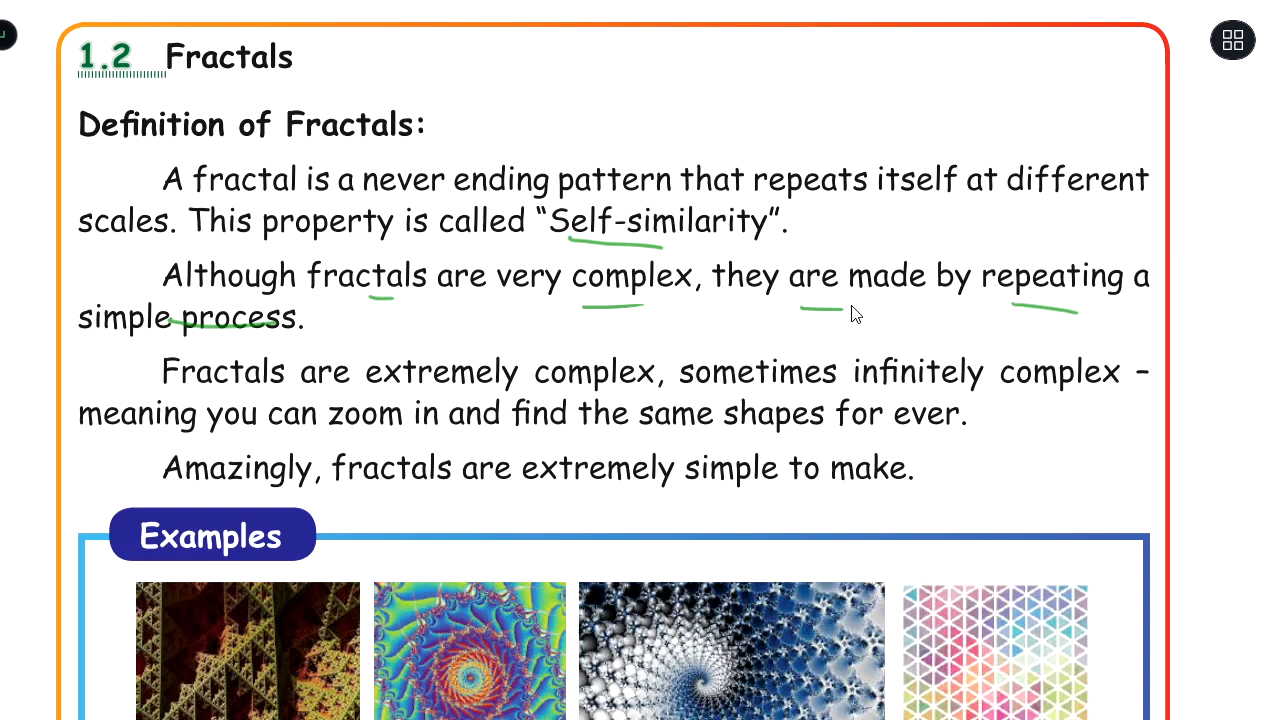 1.2 Fractals
Definition of Fractals:
A fractal is a never ending pattern that repeats itself at different
scales. This property is called “Self-similarity”.
Although fractals are very complex, they are made by repeating a
simple process.
Fractals are extremely complex, sometimes infinitely complex –
meaning you can zoom in and find the same shapes for ever.
Amazingly, fractals are extremely simple to make.
Examples